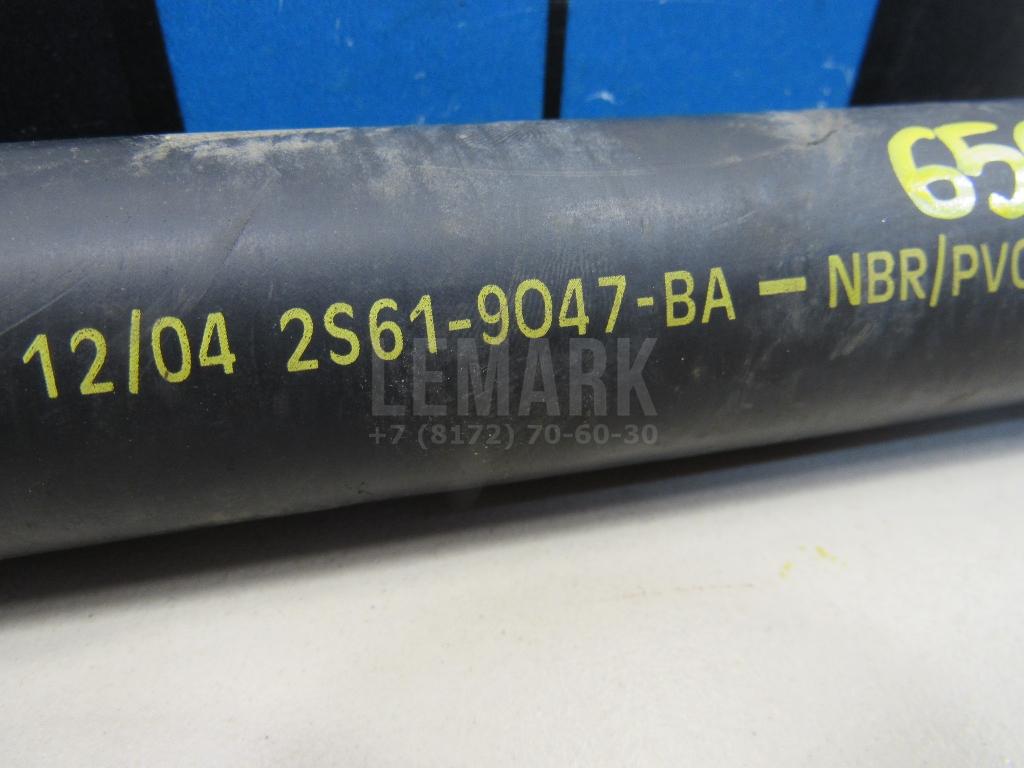 65
12/04 2S61-9047-BA — NBR/PVC
LEMARK
+7 (8172) 70-60-30